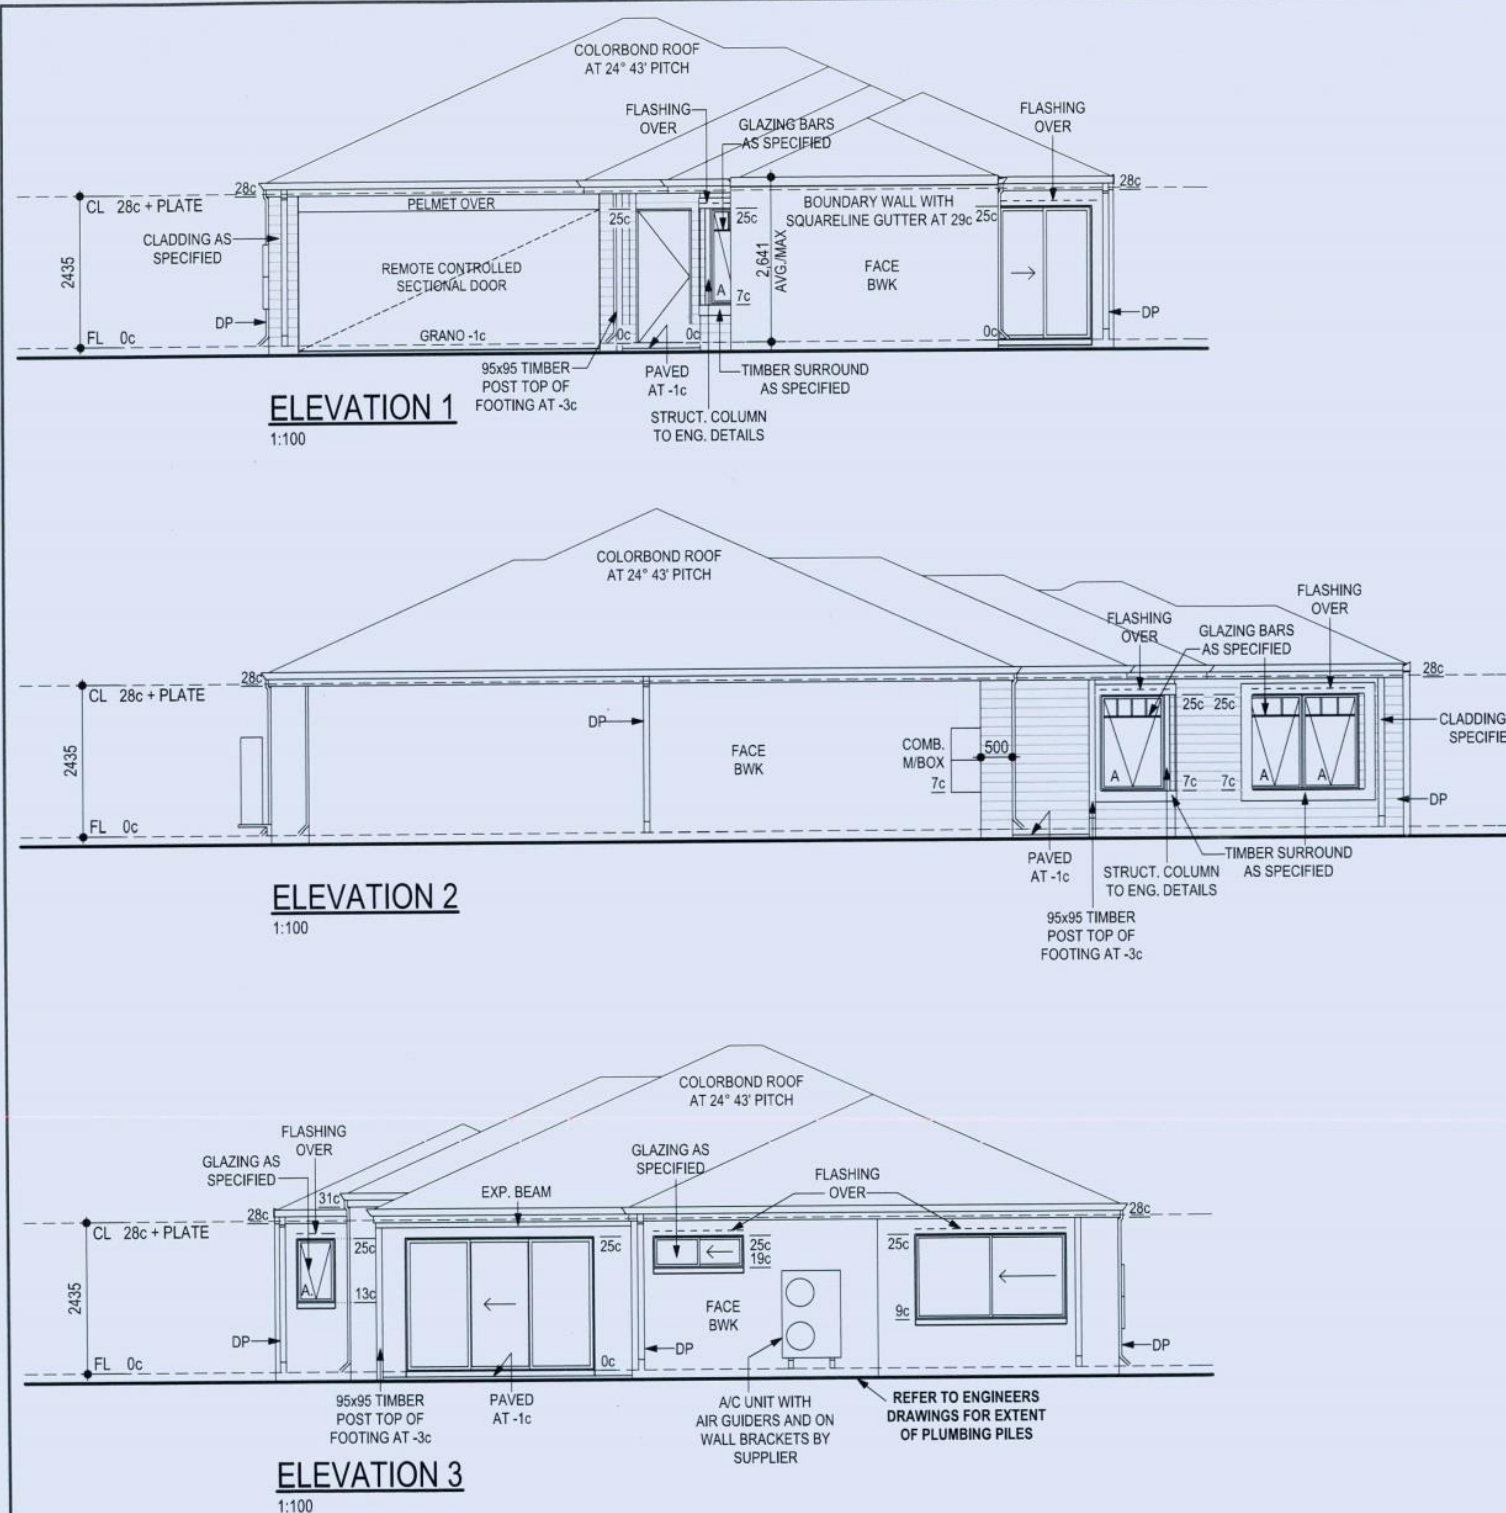 COLORBOND ROOF
AT 24° 43' PITCH
FLASHING
OVER
GLAZING BARS
AS SPECIFIED
FLASHING
OVER
28c
28c
CL 28c + PLATE
PELMET OVER
25c
25c
BOUNDARY WALL WITH
SQUARELINE GUTTER AT 29c
25c
CLADDING AS
SPECIFIED
2435
REMOTE CONTROLLED
SECTIONAL DOOR
2,641
AVG./MAX
FACE
BWK
A
7c
DP
DP
FL 0c
GRANO -1c
0c
0c
0c
95x95 TIMBER
POST TOP OF
FOOTING AT -3c
PAVED
AT -1c
TIMBER SURROUND
AS SPECIFIED
STRUCT. COLUMN
TO ENG. DETAILS
ELEVATION 1
1:100
COLORBOND ROOF
AT 24° 43' PITCH
FLASHING
OVER
GLAZING BARS
AS SPECIFIED
FLASHING
OVER
28c
28c
CL 28c + PLATE
25c
25c
DP
CLADDING
SPECIFIE
2435
FACE
BWK
COMB.
M/BOX
7c
500
A
7c
7c
A
A
DP
FL 0c
PAVED
AT -1c
STRUCT. COLUMN
TO ENG. DETAILS
TIMBER SURROUND
AS SPECIFIED
95x95 TIMBER
POST TOP OF
FOOTING AT -3c
ELEVATION 2
1:100
COLORBOND ROOF
AT 24° 43' PITCH
FLASHING
OVER
GLAZING AS
SPECIFIED
31c
EXP. BEAM
GLAZING AS
SPECIFIED
FLASHING
OVER
28c
28c
CL 28c + PLATE
25c
25c
25c
19c
25c
2435
A.
13c
FACE
BWK
9c
DP
DP
DP
FL 0c
0c
95x95 TIMBER
POST TOP OF
FOOTING AT -3c
PAVED
AT -1c
A/C UNIT WITH
AIR GUIDERS AND ON
WALL BRACKETS BY
SUPPLIER
REFER TO ENGINEERS
DRAWINGS FOR EXTENT
OF PLUMBING PILES
ELEVATION 3
1:100